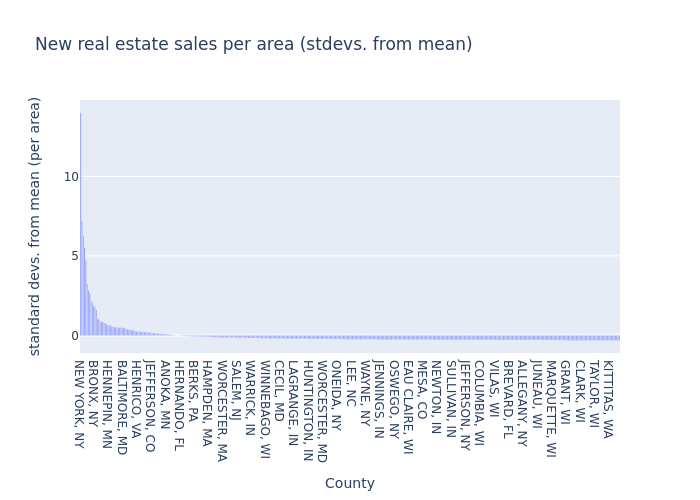 New real estate sales per area (stdevs. from mean)
standard devs. from mean (per area)
10
5
0
NEW YORK, NY
BRONX, NY
HENNEPIN, MN
BALTIMORE, MD
HENRICO, VA
JEFFERSON, CO
ANOKA, MN
HERNANDO, FL
BERKS, PA
HAMPDEN, MA
WORCESTER, MA
SALEM, NJ
WARRICK, IN
WINNEBAGO, WI
CECIL, MD
LAGRANGE, IN
HUNTINGTON, IN
WORCESTER, MD
ONEIDA, NY
LEE, NC
WAYNE, NY
JENNINGS, IN
OSWEGO, NY
EAU CLAIRE, WI
MESA, CO
NEWTON, IN
SULLIVAN, IN
JEFFERSON, NY
COLUMBIA, WI
VILAS, WI
BREVARD, FL
ALLEGANY, NY
JUNEAU, WI
MARQUETTE, WI
GRANT, WI
CLARK, WI
TAYLOR, WI
KITTITAS, WA
County